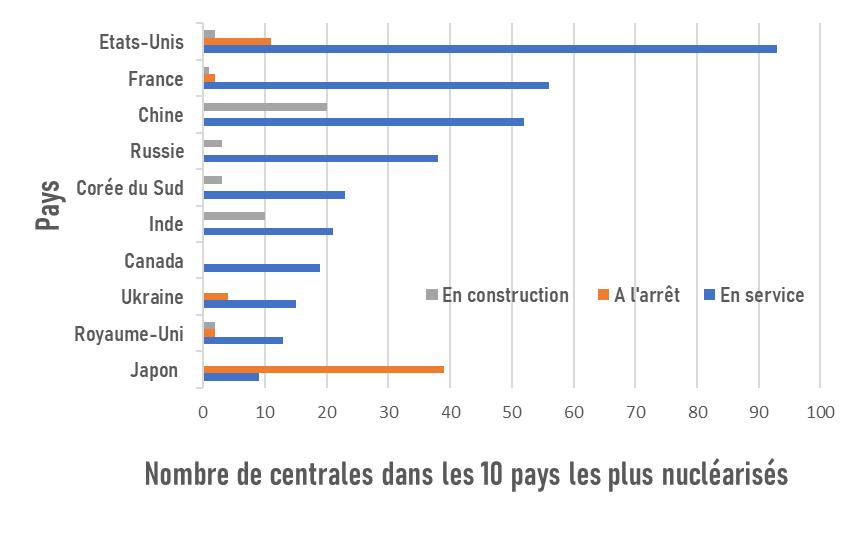 Pays
Etats-Unis
France
Chine
Russie
Corée du Sud
Inde
Canada
Ukraine
Royaume-Uni
Japon
En construction A l'arrêt En service
0 10 20 30 40 50 60 70 80 90 100
Nombre de centrales dans les 10 pays les plus nucléarisés